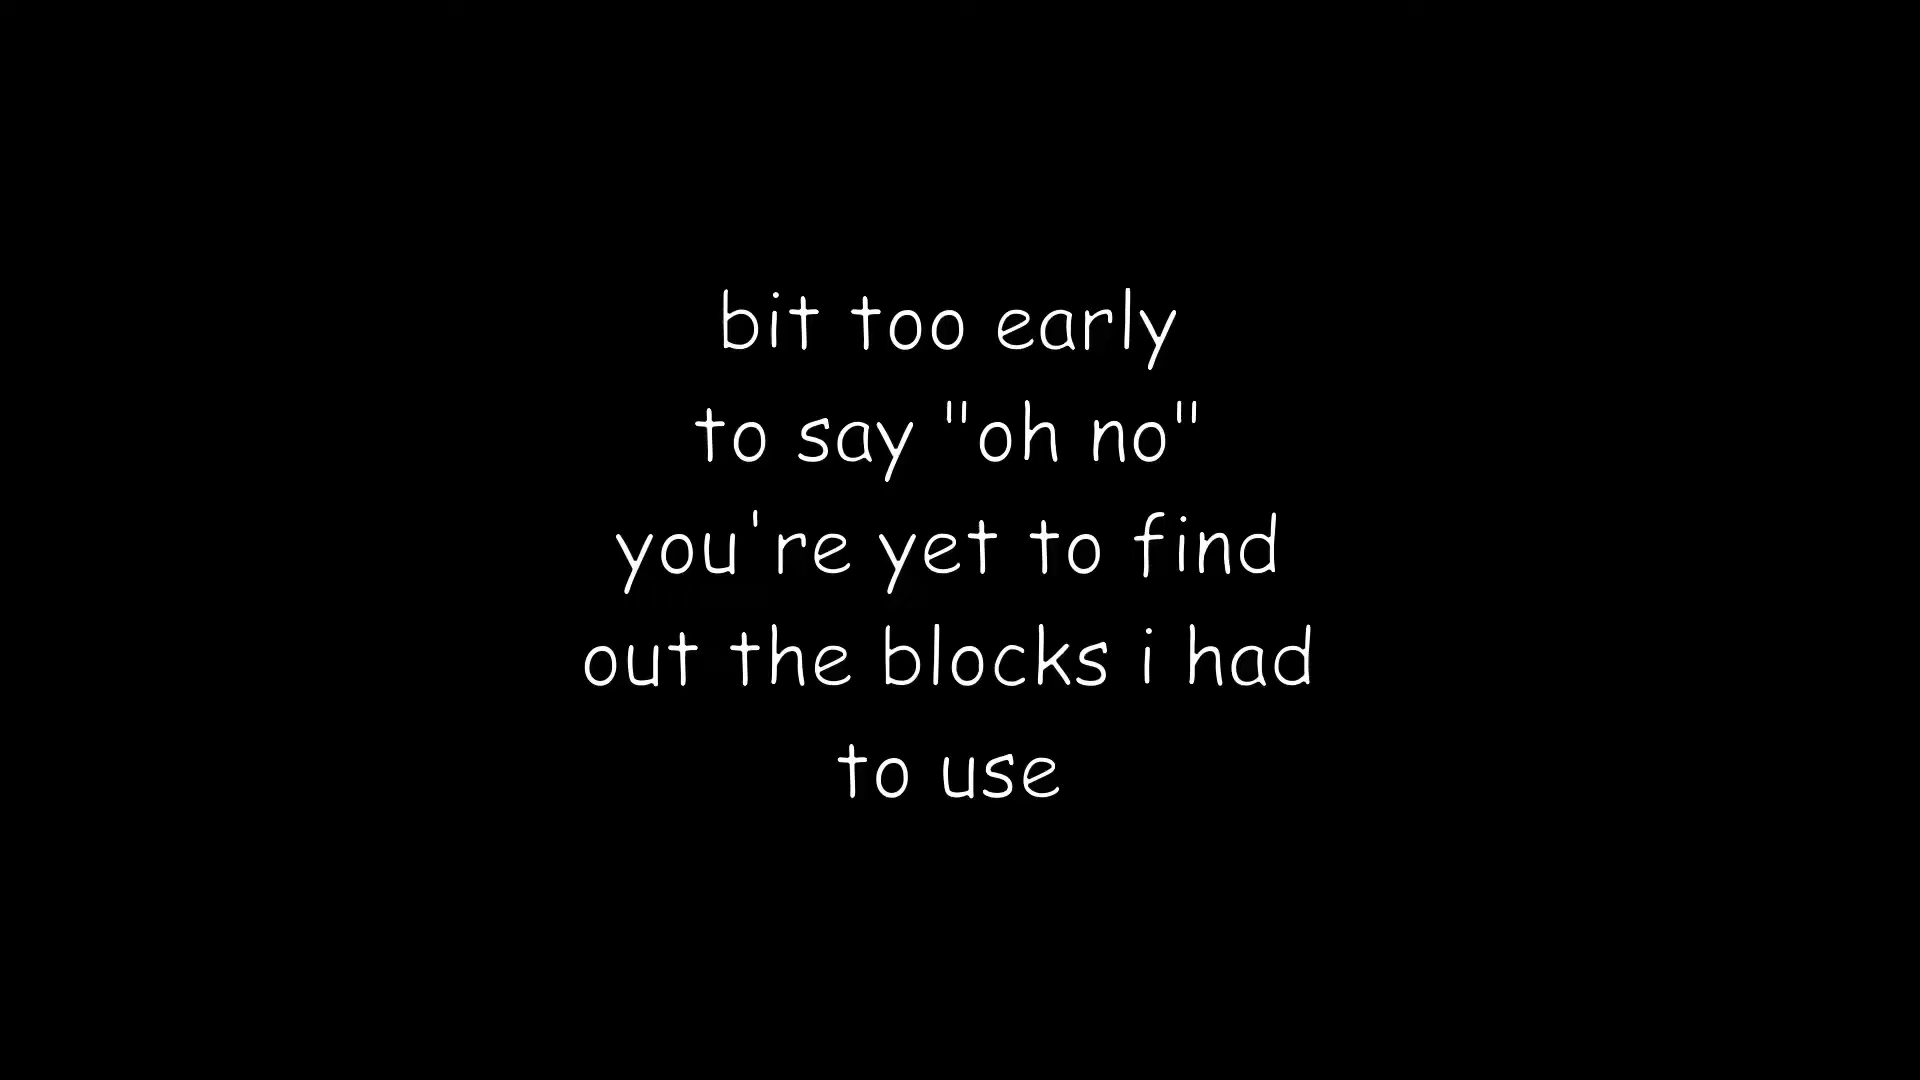 bit too early
to say "oh no"
you're yet to find
out the blocks i had
to use